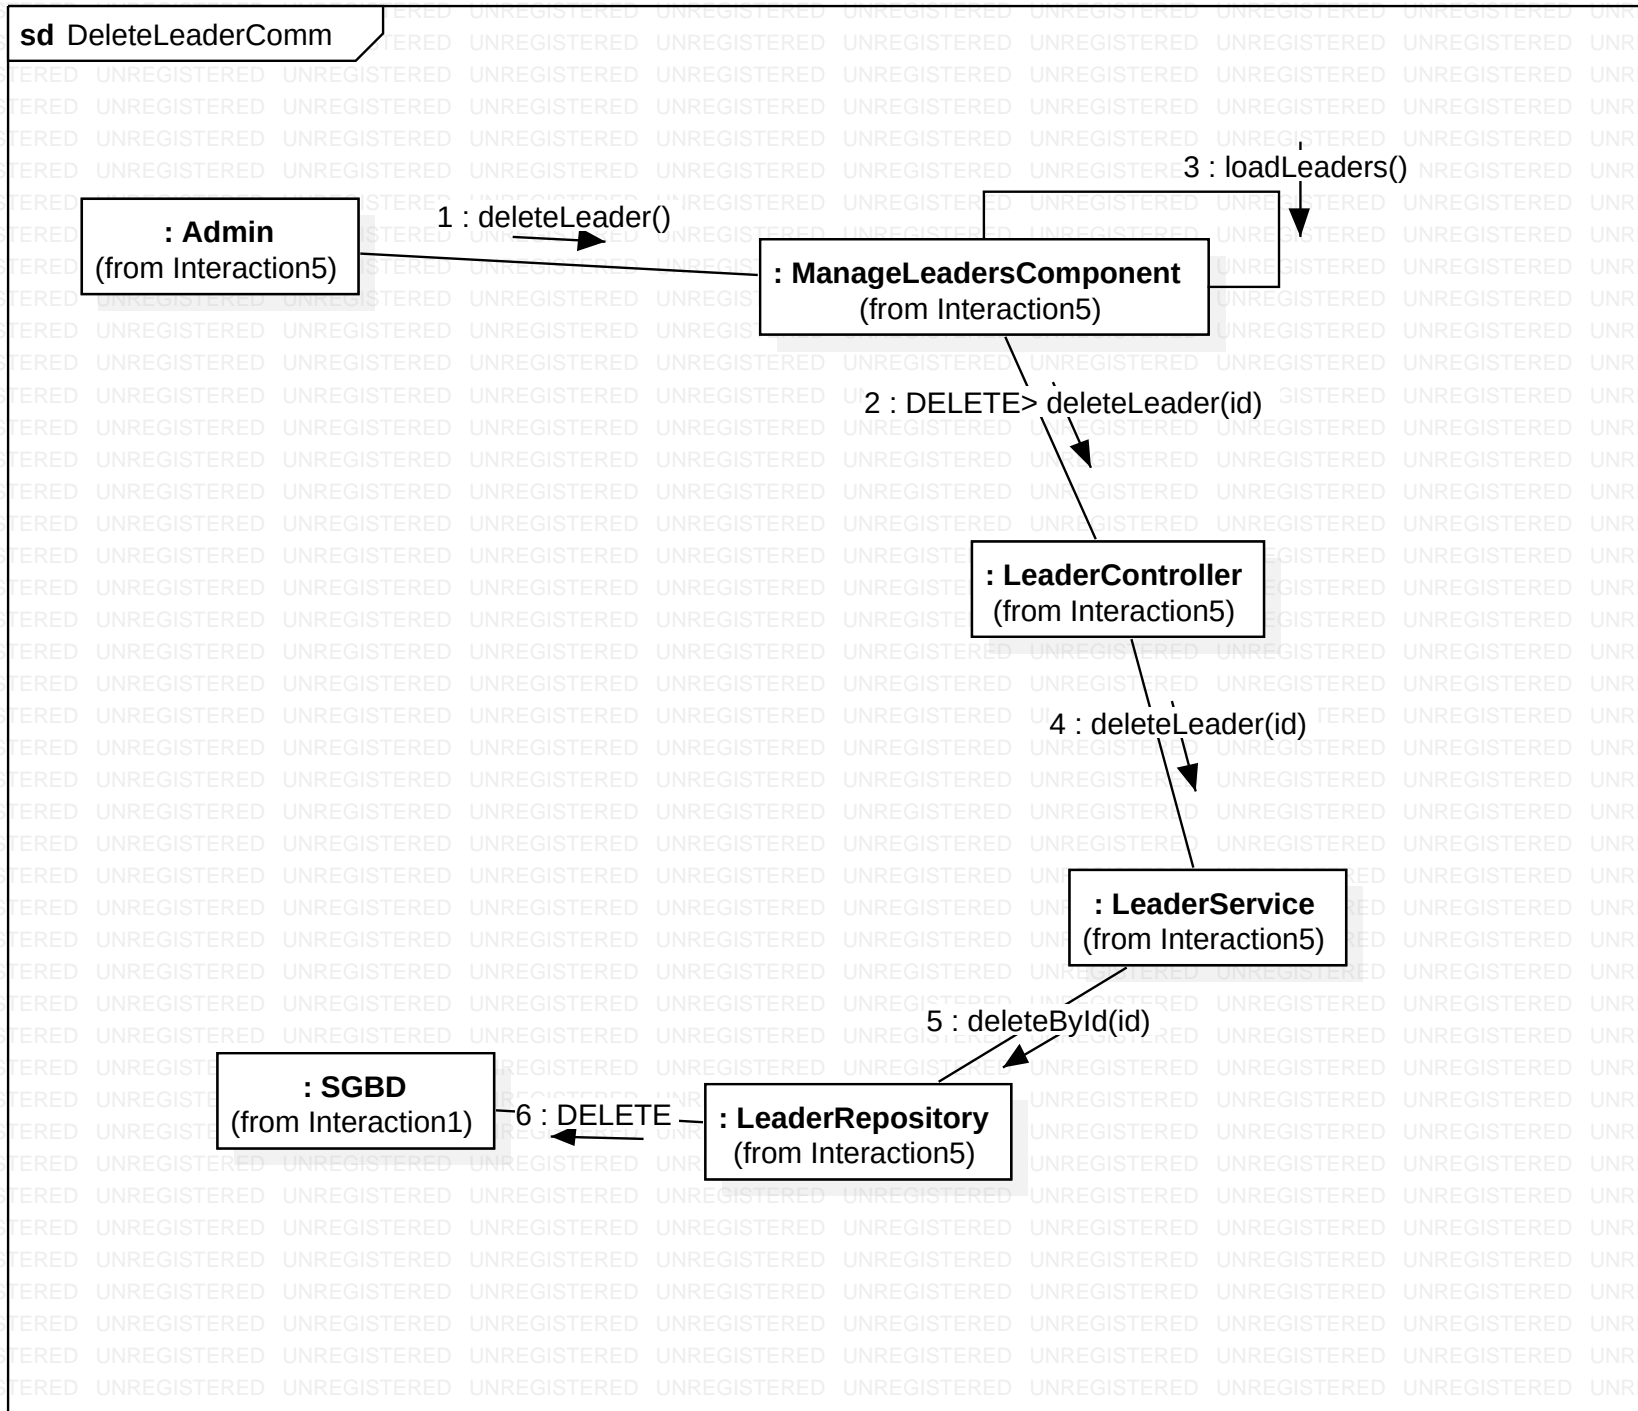 sd DeleteLeaderComm
3 : loadLeaders()
1 : deleteLeader()
: Admin
(from Interaction5)
: ManageLeadersComponent
(from Interaction5)
2 : DELETE> deleteLeader(id)
: LeaderController
(from Interaction5)
4 : deleteLeader(id)
: LeaderService
(from Interaction5)
5 : deleteById(id)
: SGBD
(from Interaction1)
6 : DELETE
: LeaderRepository
(from Interaction5)
UNREGISTERED